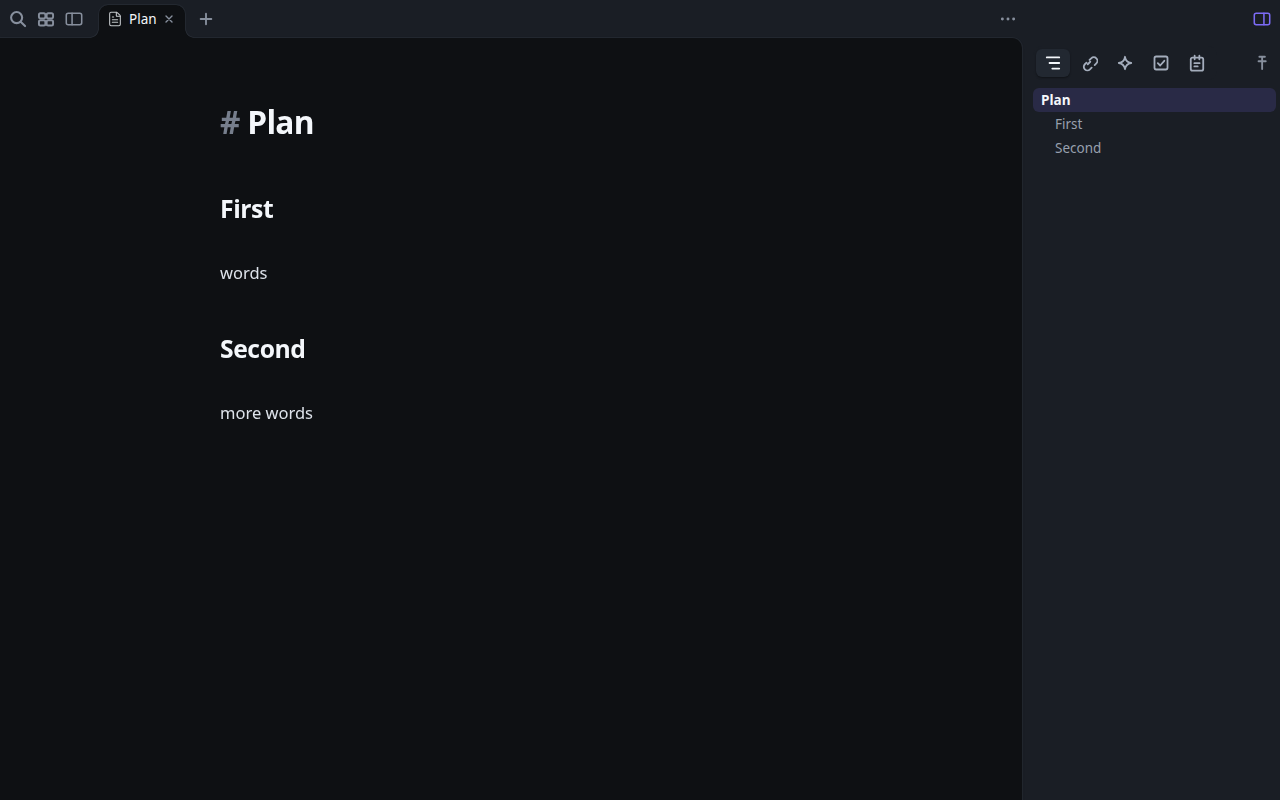 Plan
# Plan
First
words
Second
more words
Plan
First
Second